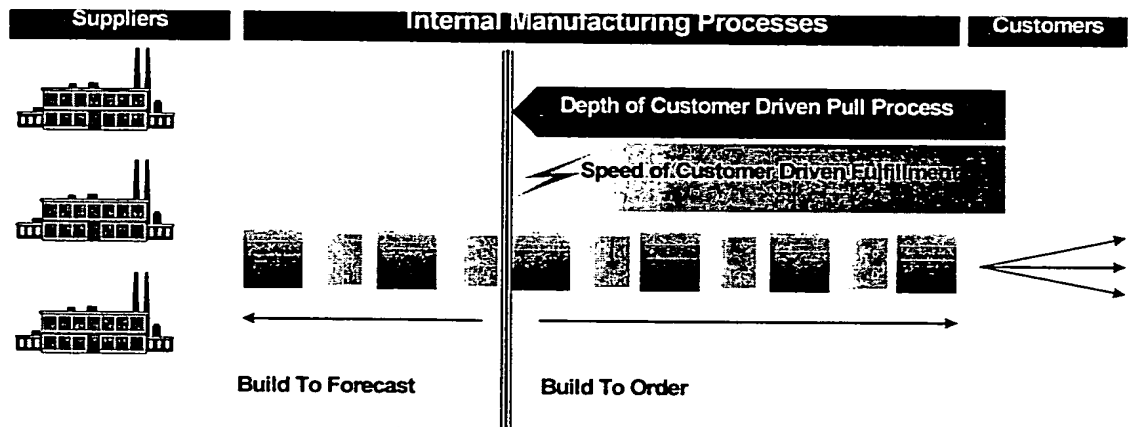 Suppliers
Internal Manufacturing Processes
Customers
Depth of Customer Driven Pull Process
Speed of Customer Driven Fulfillment
Build To Forecast
Build To Order